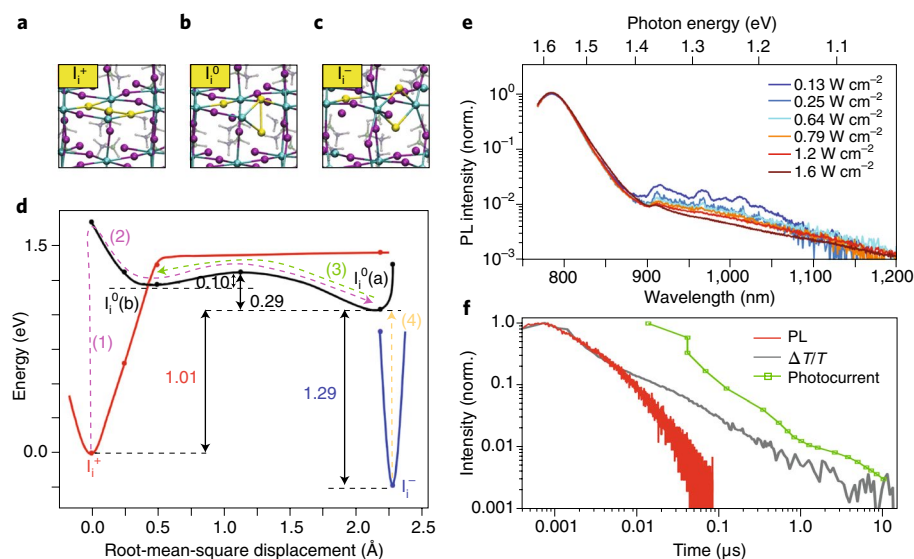 a
b
c
I_i^+
I_i^0
I_i^−
d
Energy (eV)
1.5
0.0
(1)
(2)
(3)
(4)
I_i^0(b)
I_i^0(a)
0.10
0.29
1.01
1.29
I_i^+
I_i^−
0.0 0.5 1.0 1.5 2.0 2.5
Root-mean-square displacement (Å)
e
Photon energy (eV)
1.6 1.5 1.4 1.3 1.2 1.1
PL intensity (norm.)
10^0
10^−1
10^−2
10^−3
0.13 W cm^−2
0.25 W cm^−2
0.64 W cm^−2
0.79 W cm^−2
1.2 W cm^−2
1.6 W cm^−2
800 900 1,000 1,100 1,200
Wavelength (nm)
f
Intensity (norm.)
1.0
0.1
0.01
0.001
PL
ΔT/T
Photocurrent
0.001 0.01 0.1 1.0 10
Time (μs)